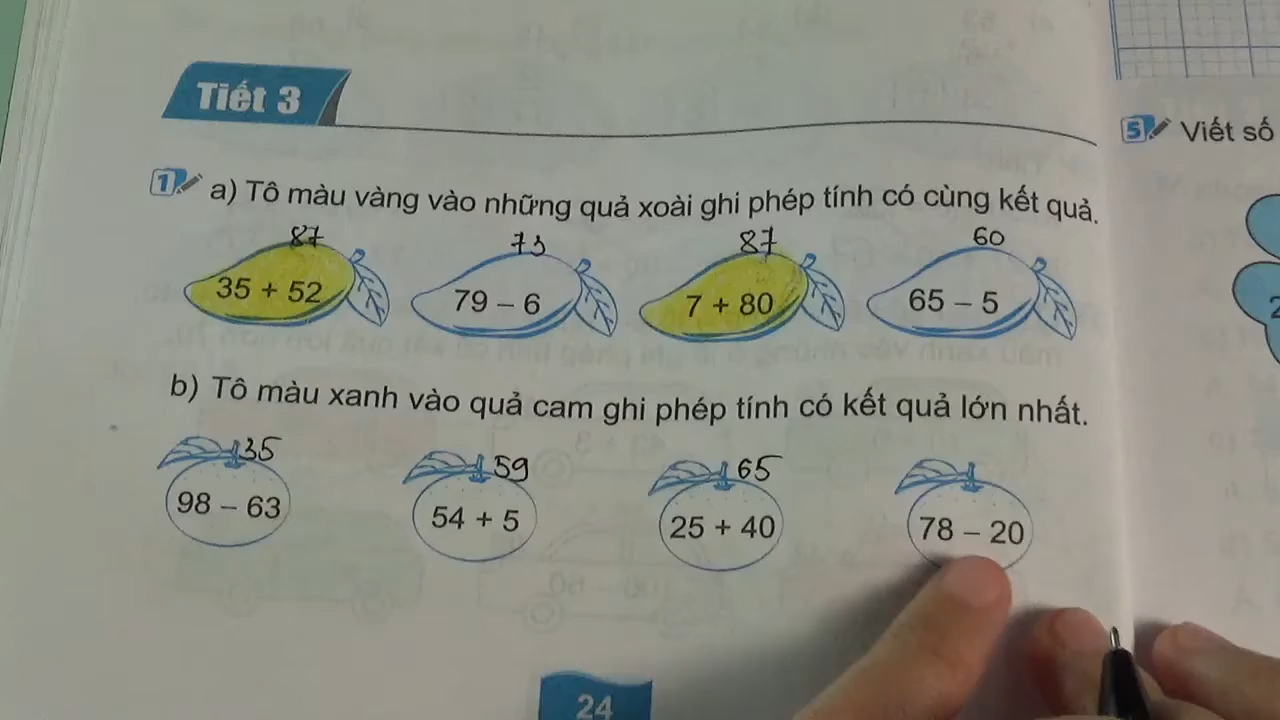 Tiết 3
5 Viết số
1 a) Tô màu vàng vào những quả xoài ghi phép tính có cùng kết quả.
87 73 87 60
35 + 52 79 – 6 7 + 80 65 – 5
b) Tô màu xanh vào quả cam ghi phép tính có kết quả lớn nhất.
35 59 65
98 – 63 54 + 5 25 + 40 78 – 20
24